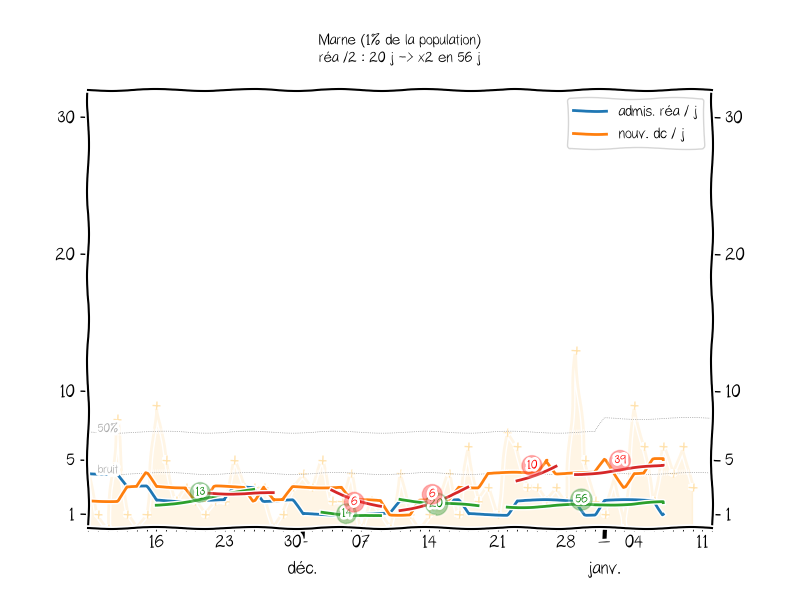 Marne (1% de la population)
réa /2 : 20 j -> x2 en 56 j
admis. réa / j
nouv. dc / j
30 30
20 20
10 10
5 5
1 1
50%
bruit
13
6
6
20
10
56
39
16 23 30 07 14 21 28 04 11
déc. janv.